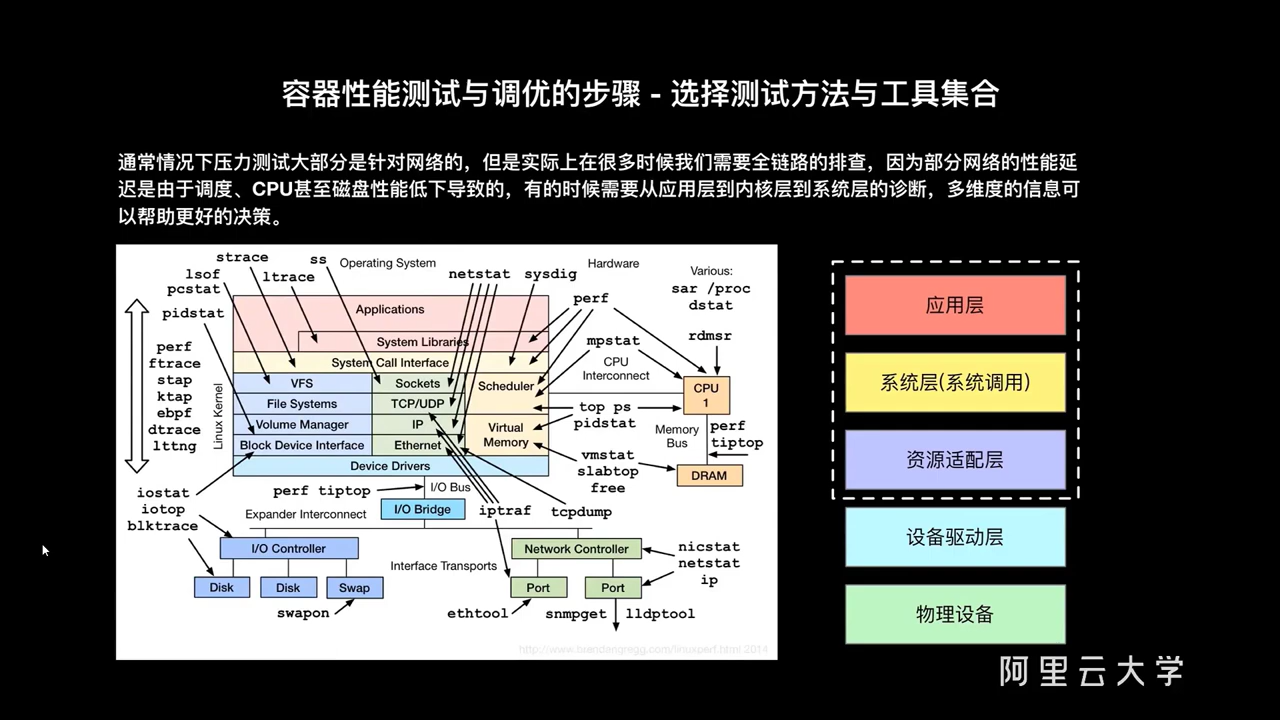 容器性能测试与调优的步骤 - 选择测试方法与工具集合
通常情况下压力测试大部分是针对网络的，但是实际上在很多时候我们需要全链路的排查，因为部分网络的性能延
迟是由于调度、CPU甚至磁盘性能低下导致的，有的时候需要从应用层到内核层到系统层的诊断，多维度的信息可
以帮助更好的决策。
strace
ss
Operating System
Hardware
Various:
lsof
ltrace
netstat
sysdig
sar /proc
pcstat
dstat
perf
pidstat
Applications
rdmsr
System Libraries
mpstat
perf
ftrace
stap
ktap
ebpf
dtrace
lttng
Linux Kernel
System Call Interface
CPU
Interconnect
VFS
Sockets
Scheduler
CPU
1
File Systems
TCP/UDP
top ps
pidstat
Volume Manager
IP
Virtual
Memory
Memory
Bus
perf
tiptop
Block Device Interface
Ethernet
vmstat
slabtop
free
Device Drivers
DRAM
iostat
iotop
blktrace
perf tiptop
I/O Bus
Expander Interconnect
I/O Bridge
iptraf
tcpdump
I/O Controller
Network Controller
nicstat
netstat
ip
Interface Transports
Disk
Disk
Swap
Port
Port
swapon
ethtool
snmpget
lldptool
http://www.brendangregg.com/linuxperf.html 2014
应用层
系统层(系统调用)
资源适配层
设备驱动层
物理设备
阿里云大学